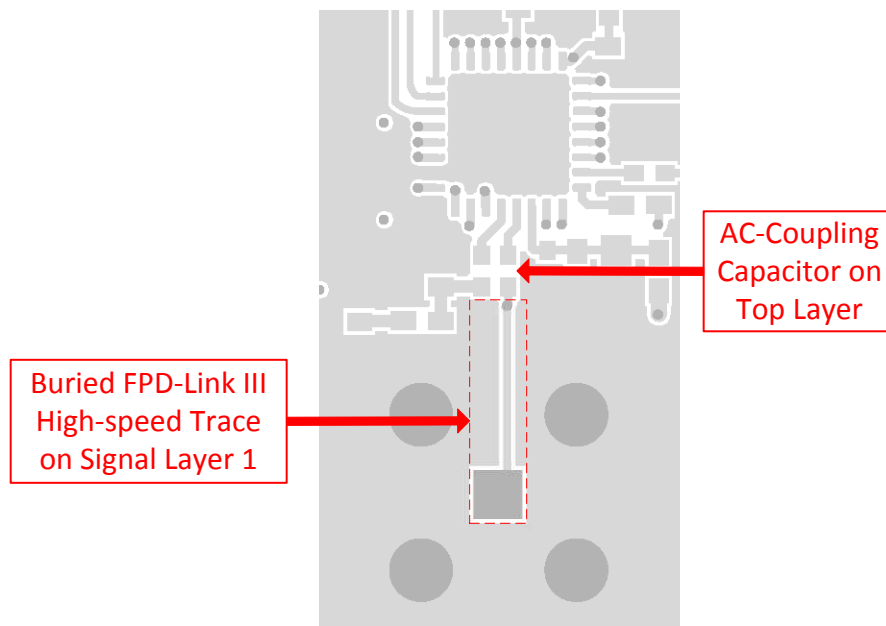 AC-Coupling
Capacitor on
Top Layer
Buried FPD-Link III
High-speed Trace
on Signal Layer 1